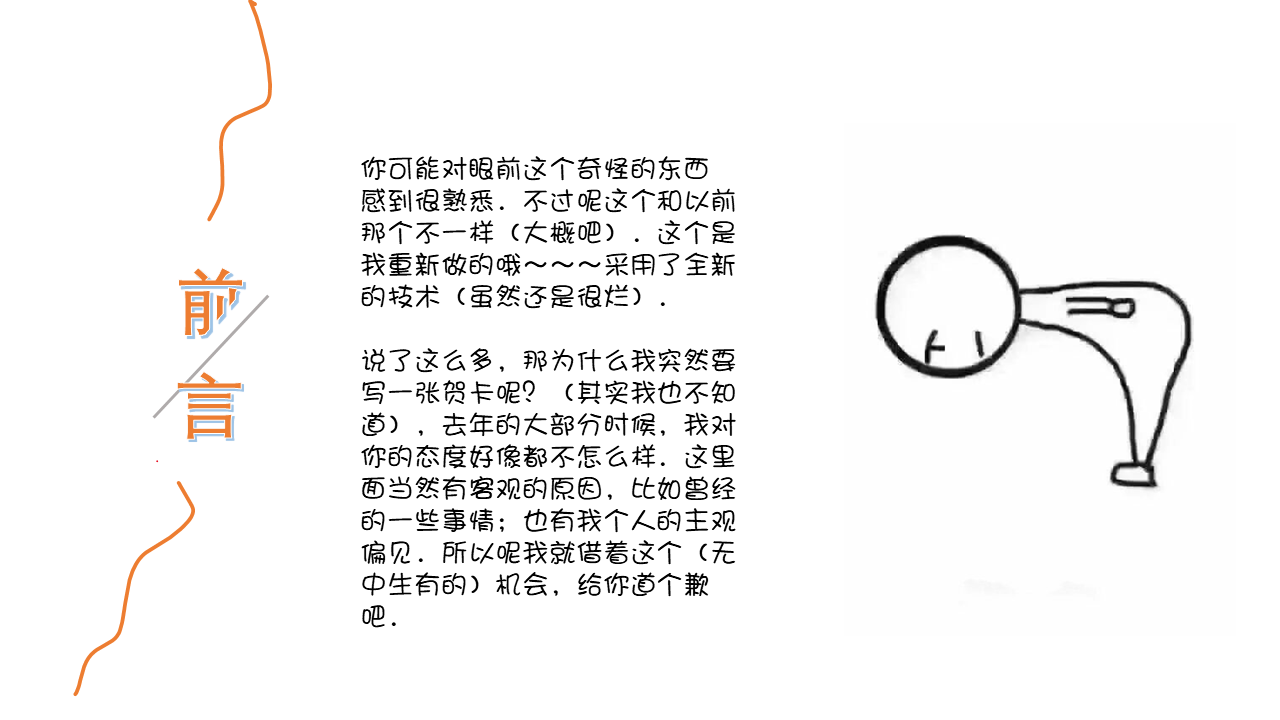 前
言
你可能对眼前这个奇怪的东西
感到很熟悉．不过呢这个和以前
那个不一样（大概吧）．这个是
我重新做的哦～～～采用了全新
的技术（虽然还是很烂）．
说了这么多，那为什么我突然要
写一张贺卡呢？（其实我也不知
道），去年的大部分时候，我对
你的态度好像都不怎么样．这里
面当然有客观的原因，比如曾经
的一些事情；也有我个人的主观
偏见．所以呢我就借着这个（无
中生有的）机会，给你道个歉
吧．